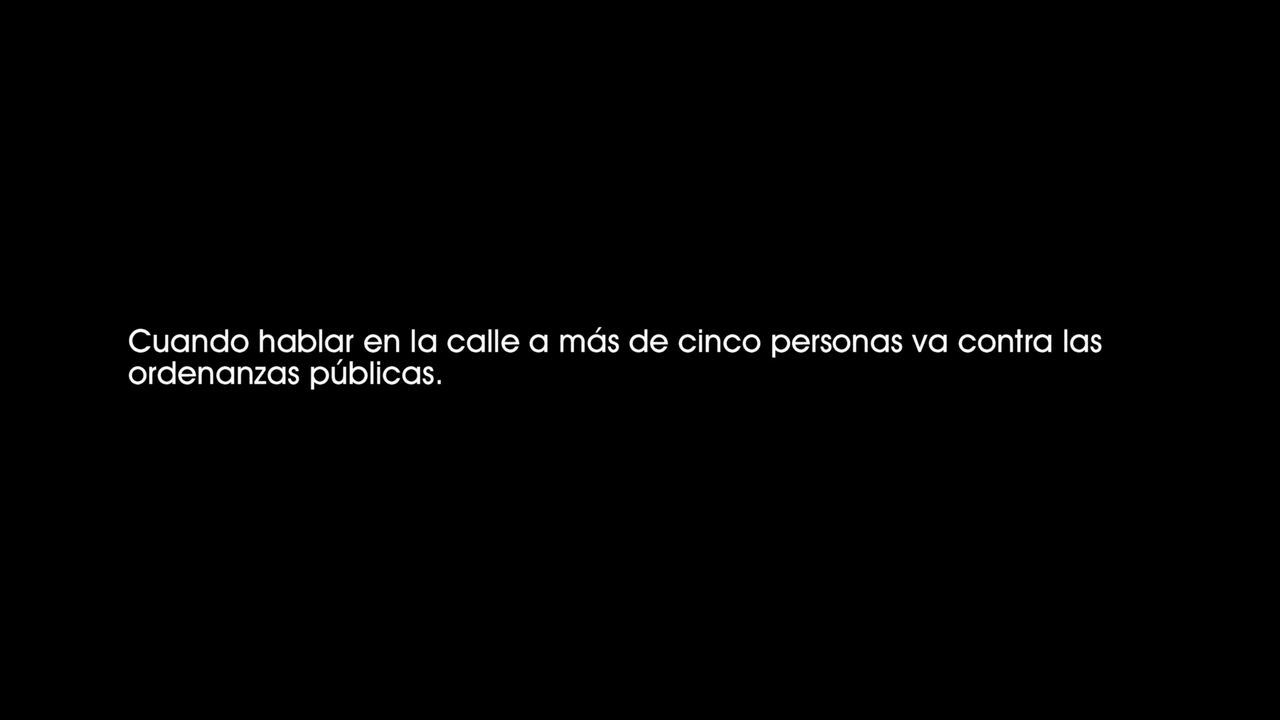 Cuando hablar en la calle a más de cinco personas va contra las
ordenanzas públicas.